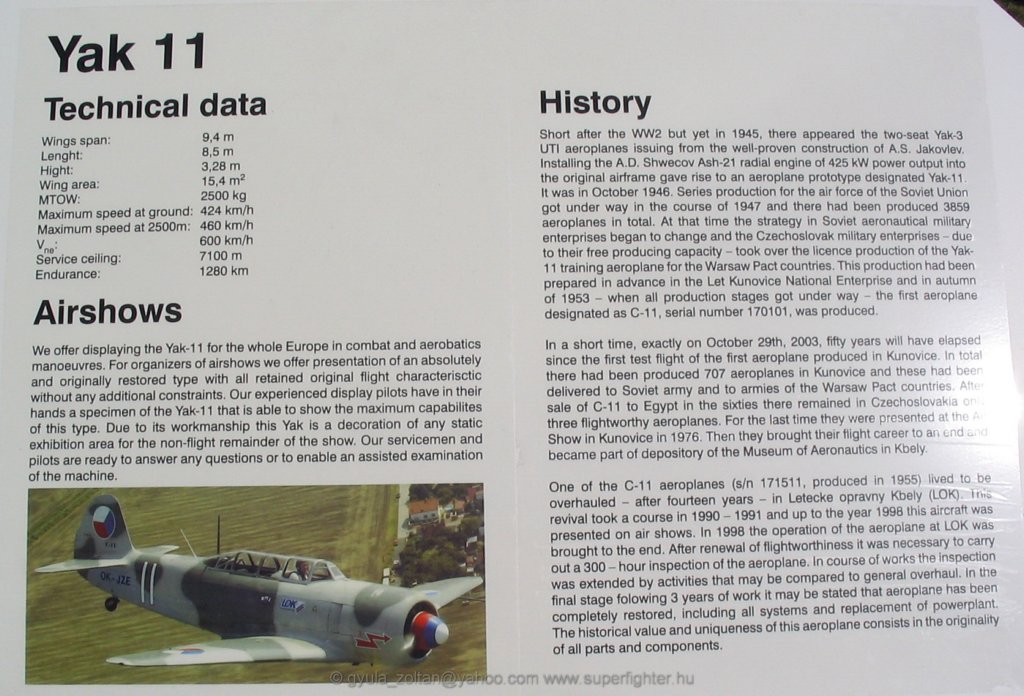 Yak 11
Technical data
Wings span: 9,4 m
Lenght: 8,5 m
Hight: 3,28 m
Wing area: 15,4 m²
MTOW: 2500 kg
Maximum speed at ground: 424 km/h
Maximum speed at 2500m: 460 km/h
Vne: 600 km/h
Service ceiling: 7100 m
Endurance: 1280 km
Airshows
We offer displaying the Yak-11 for the whole Europe in combat and aerobatics
manoeuvres. For organizers of airshows we offer presentation of an absolutely
and originally restored type with all retained original flight characterisctic
without any additional constraints. Our experienced display pilots have in their
hands a specimen of the Yak-11 that is able to show the maximum capabilites
of this type. Due to its workmanship this Yak is a decoration of any static
exhibition area for the non-flight remainder of the show. Our servicemen and
pilots are ready to answer any questions or to enable an assisted examination
of the machine.
OK-JZE
11
LOK
History
Short after the WW2 but yet in 1945, there appeared the two-seat Yak-3
UTI aeroplanes issuing from the well-proven construction of A.S. Jakovlev.
Installing the A.D. Shwecov Ash-21 radial engine of 425 kW power output into
the original airframe gave rise to an aeroplane prototype designated Yak-11.
It was in October 1946. Series production for the air force of the Soviet Union
got under way in the course of 1947 and there had been produced 3859
aeroplanes in total. At that time the strategy in Soviet aeronautical military
enterprises began to change and the Czechoslovak military enterprises – due
to their free producing capacity – took over the licence production of the Yak-
11 training aeroplane for the Warsaw Pact countries. This production had been
prepared in advance in the Let Kunovice National Enterprise and in autumn
of 1953 – when all production stages got under way – the first aeroplane
designated as C-11, serial number 170101, was produced.
In a short time, exactly on October 29th, 2003, fifty years will have elapsed
since the first test flight of the first aeroplane produced in Kunovice. In total
there had been produced 707 aeroplanes in Kunovice and these had been
delivered to Soviet army and to armies of the Warsaw Pact countries. After
sale of C-11 to Egypt in the sixties there remained in Czechoslovakia only
three flightworthy aeroplanes. For the last time they were presented at the Air
Show in Kunovice in 1976. Then they brought their flight career to an end and
became part of depository of the Museum of Aeronautics in Kbely.
One of the C-11 aeroplanes (s/n 171511, produced in 1955) lived to be
overhauled – after fourteen years – in Letecke opravny Kbely (LOK). This
revival took a course in 1990 – 1991 and up to the year 1998 this aircraft was
presented on air shows. In 1998 the operation of the aeroplane at LOK was
brought to the end. After renewal of flightworthiness it was necessary to carry
out a 300 – hour inspection of the aeroplane. In course of works the inspection
was extended by activities that may be compared to general overhaul. In the
final stage folowing 3 years of work it may be stated that aeroplane has been
completely restored, including all systems and replacement of powerplant.
The historical value and uniqueness of this aeroplane consists in the originality
of all parts and components.
© gyula_zoltan@yahoo.com www.superfighter.hu